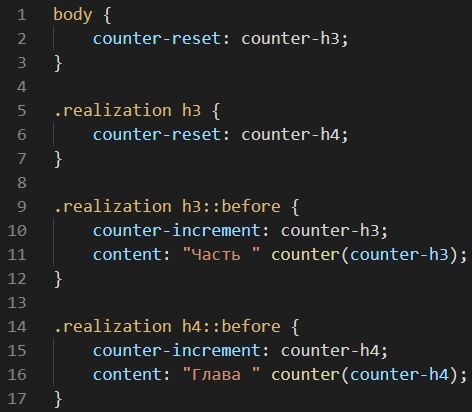 1 body {
2     counter-reset: counter-h3;
3 }
4
5 .realization h3 {
6     counter-reset: counter-h4;
7 }
8
9 .realization h3::before {
10     counter-increment: counter-h3;
11     content: "Часть " counter(counter-h3);
12 }
13
14 .realization h4::before {
15     counter-increment: counter-h4;
16     content: "Глава " counter(counter-h4);
17 }